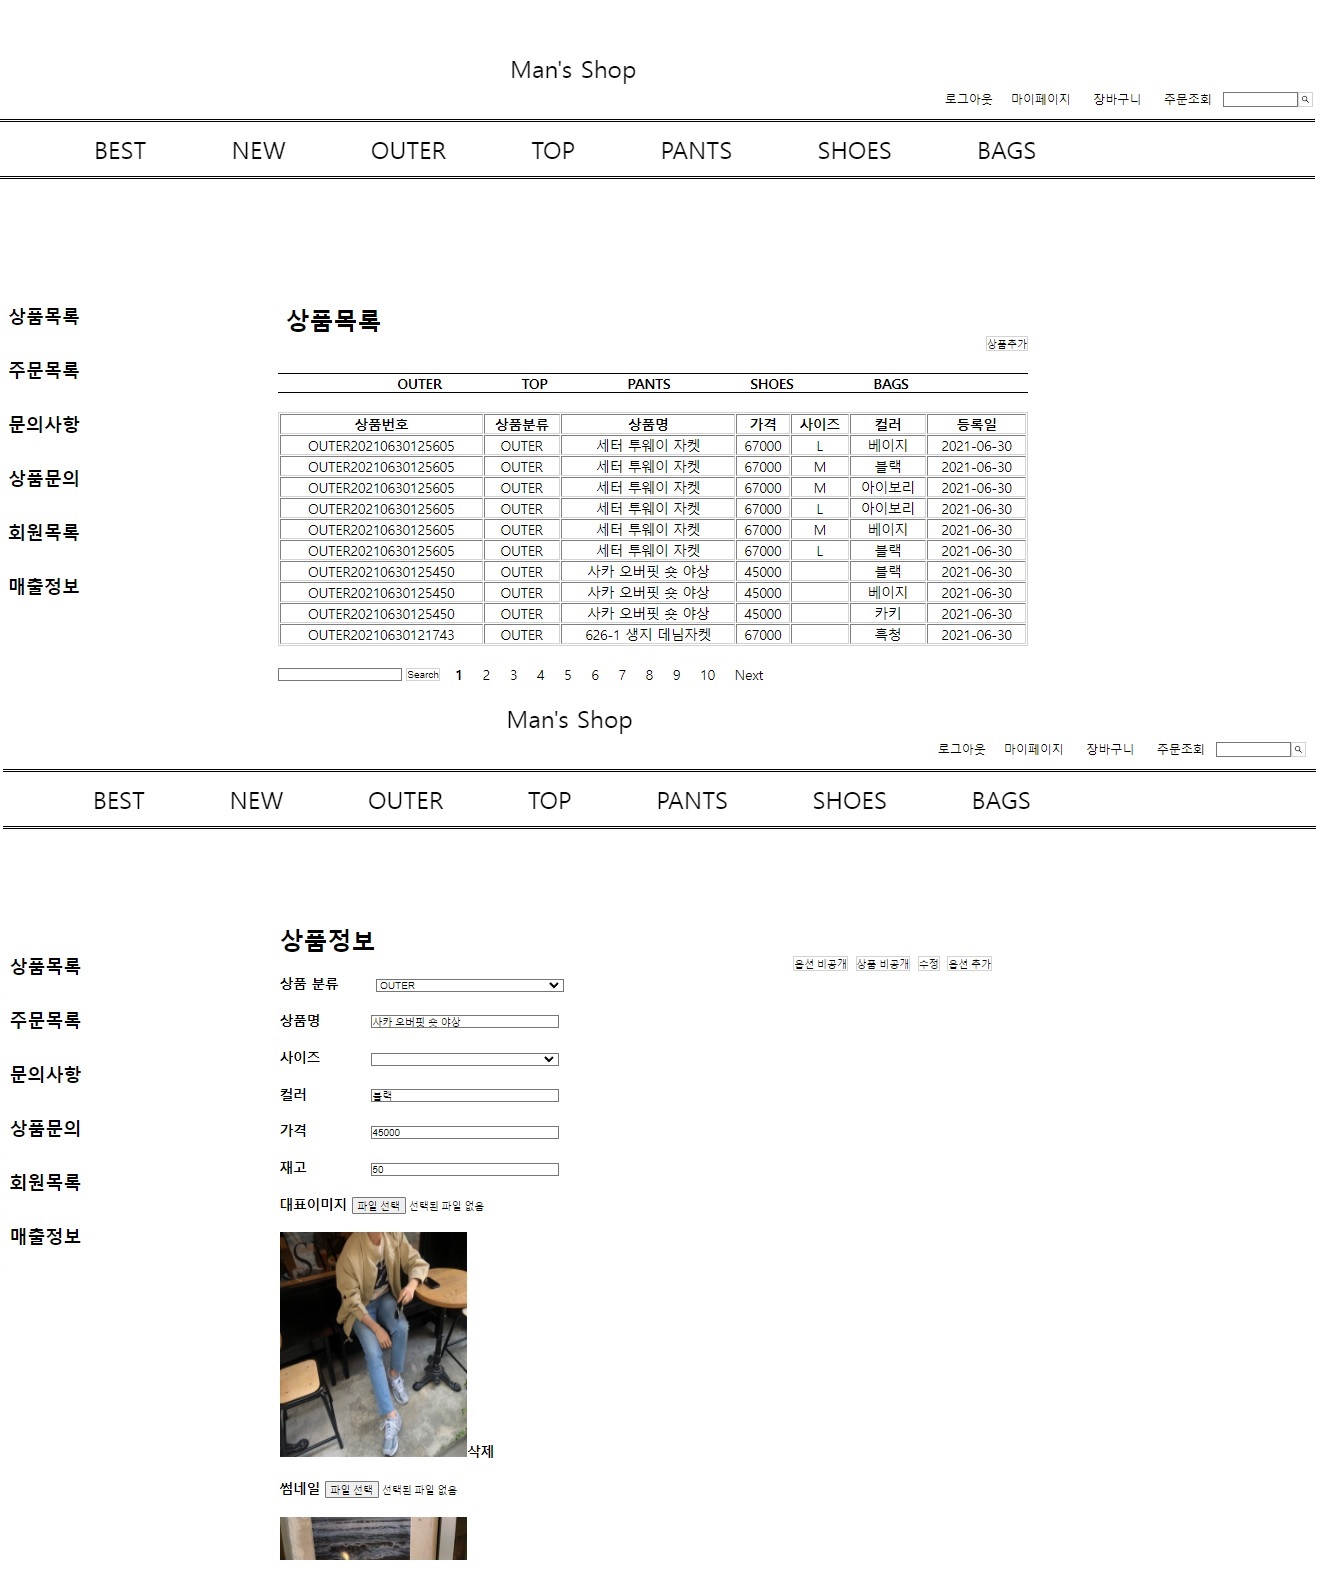 Man's Shop
로그아웃 마이페이지 장바구니 주문조회
BEST NEW OUTER TOP PANTS SHOES BAGS
상품목록
주문목록
문의사항
상품문의
회원목록
매출정보
상품목록
상품추가
OUTER TOP PANTS SHOES BAGS
상품번호 상품분류 상품명 가격 사이즈 컬러 등록일
OUTER20210630125605 OUTER 세터 투웨이 자켓 67000 L 베이지 2021-06-30
OUTER20210630125605 OUTER 세터 투웨이 자켓 67000 M 블랙 2021-06-30
OUTER20210630125605 OUTER 세터 투웨이 자켓 67000 M 아이보리 2021-06-30
OUTER20210630125605 OUTER 세터 투웨이 자켓 67000 L 아이보리 2021-06-30
OUTER20210630125605 OUTER 세터 투웨이 자켓 67000 M 베이지 2021-06-30
OUTER20210630125605 OUTER 세터 투웨이 자켓 67000 L 블랙 2021-06-30
OUTER20210630125450 OUTER 사카 오버핏 숏 야상 45000 블랙 2021-06-30
OUTER20210630125450 OUTER 사카 오버핏 숏 야상 45000 베이지 2021-06-30
OUTER20210630125450 OUTER 사카 오버핏 숏 야상 45000 카키 2021-06-30
OUTER20210630121743 OUTER 626-1 생지 데님자켓 67000 흑청 2021-06-30
Search 1 2 3 4 5 6 7 8 9 10 Next
Man's Shop
로그아웃 마이페이지 장바구니 주문조회
BEST NEW OUTER TOP PANTS SHOES BAGS
상품목록
주문목록
문의사항
상품문의
회원목록
매출정보
상품정보
옵션 비공개 상품 비공개 수정 옵션 추가
상품 분류 OUTER
상품명 사카 오버핏 숏 야상
사이즈
컬러 블랙
가격 45000
재고 50
대표이미지 파일 선택 선택된 파일 없음
삭제
썸네일 파일 선택 선택된 파일 없음